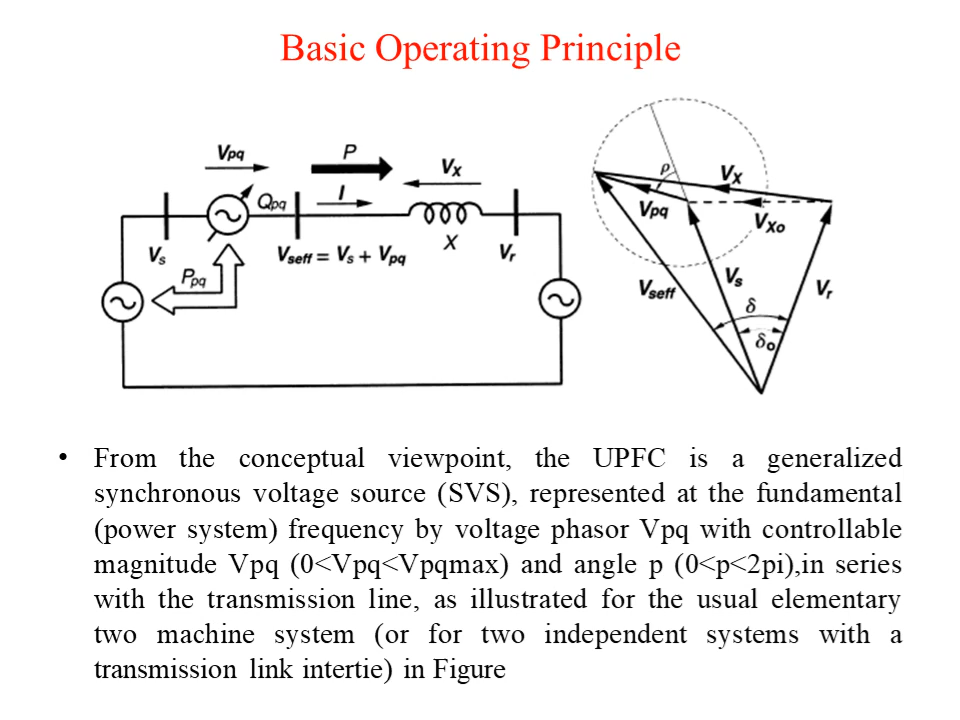 Basic Operating Principle
Vpq
P
Vx
Qpq
I
Vs
Vseff = Vs + Vpq
X
Vr
Ppq
ρ
Vx
Vpq
VXo
Vseff
Vs
Vr
δ
δo
• From the conceptual viewpoint, the UPFC is a generalized
synchronous voltage source (SVS), represented at the fundamental
(power system) frequency by voltage phasor Vpq with controllable
magnitude Vpq (0<Vpq<Vpqmax) and angle p (0<p<2pi),in series
with the transmission line, as illustrated for the usual elementary
two machine system (or for two independent systems with a
transmission link intertie) in Figure